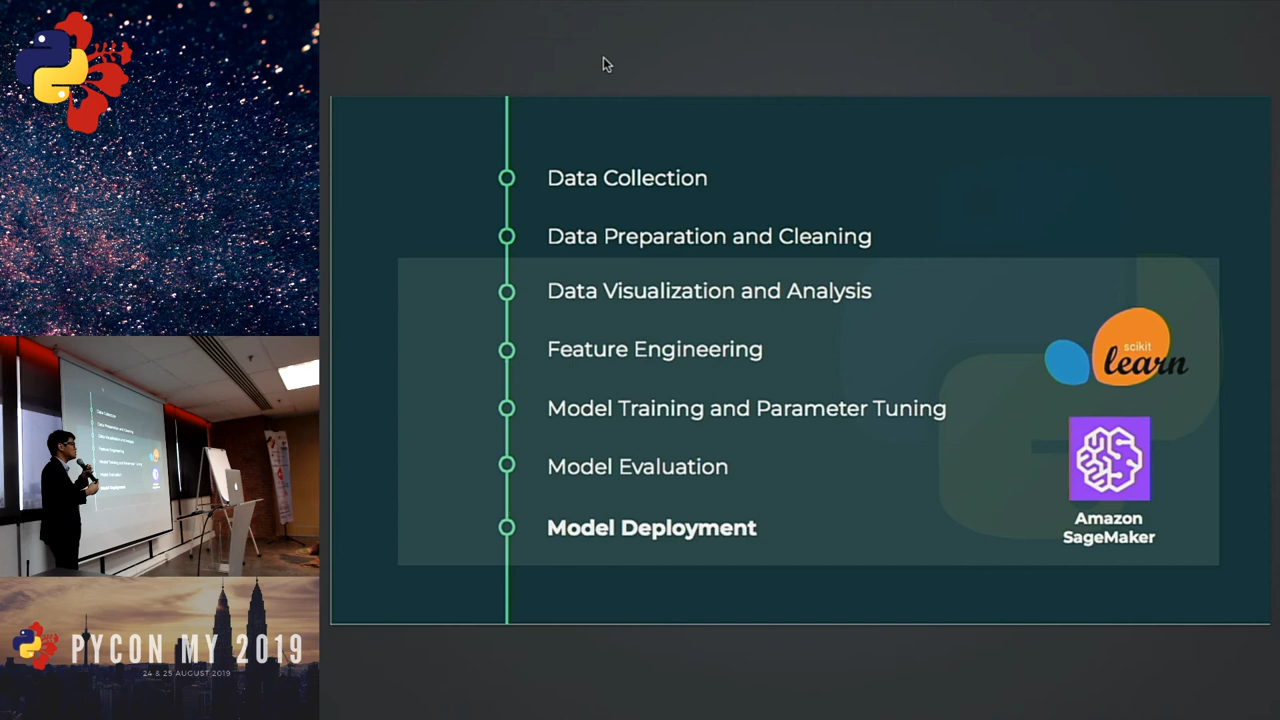 Data Collection
Data Preparation and Cleaning
Data Visualization and Analysis
Feature Engineering
Model Training and Parameter Tuning
Model Evaluation
Model Deployment
scikit
learn
Amazon
SageMaker
PYCON MY 2019
24 & 25 AUGUST 2019